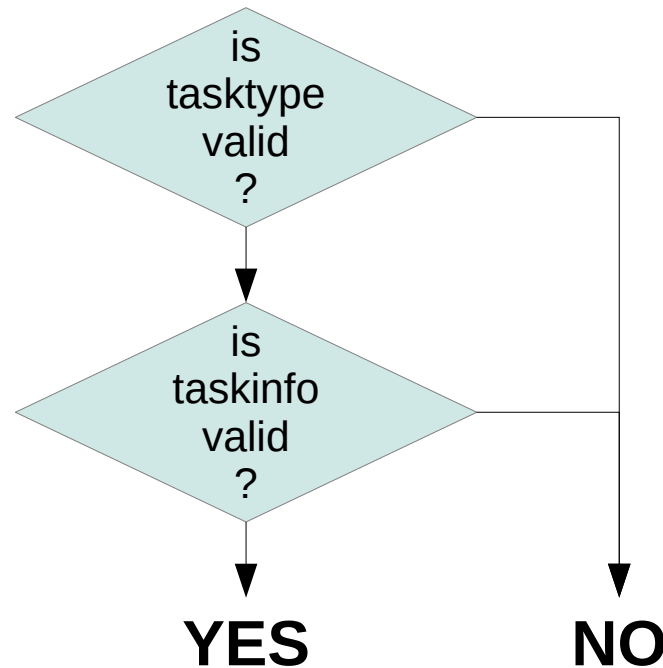 is
tasktype
valid
?
is
taskinfo
valid
?
YES
NO